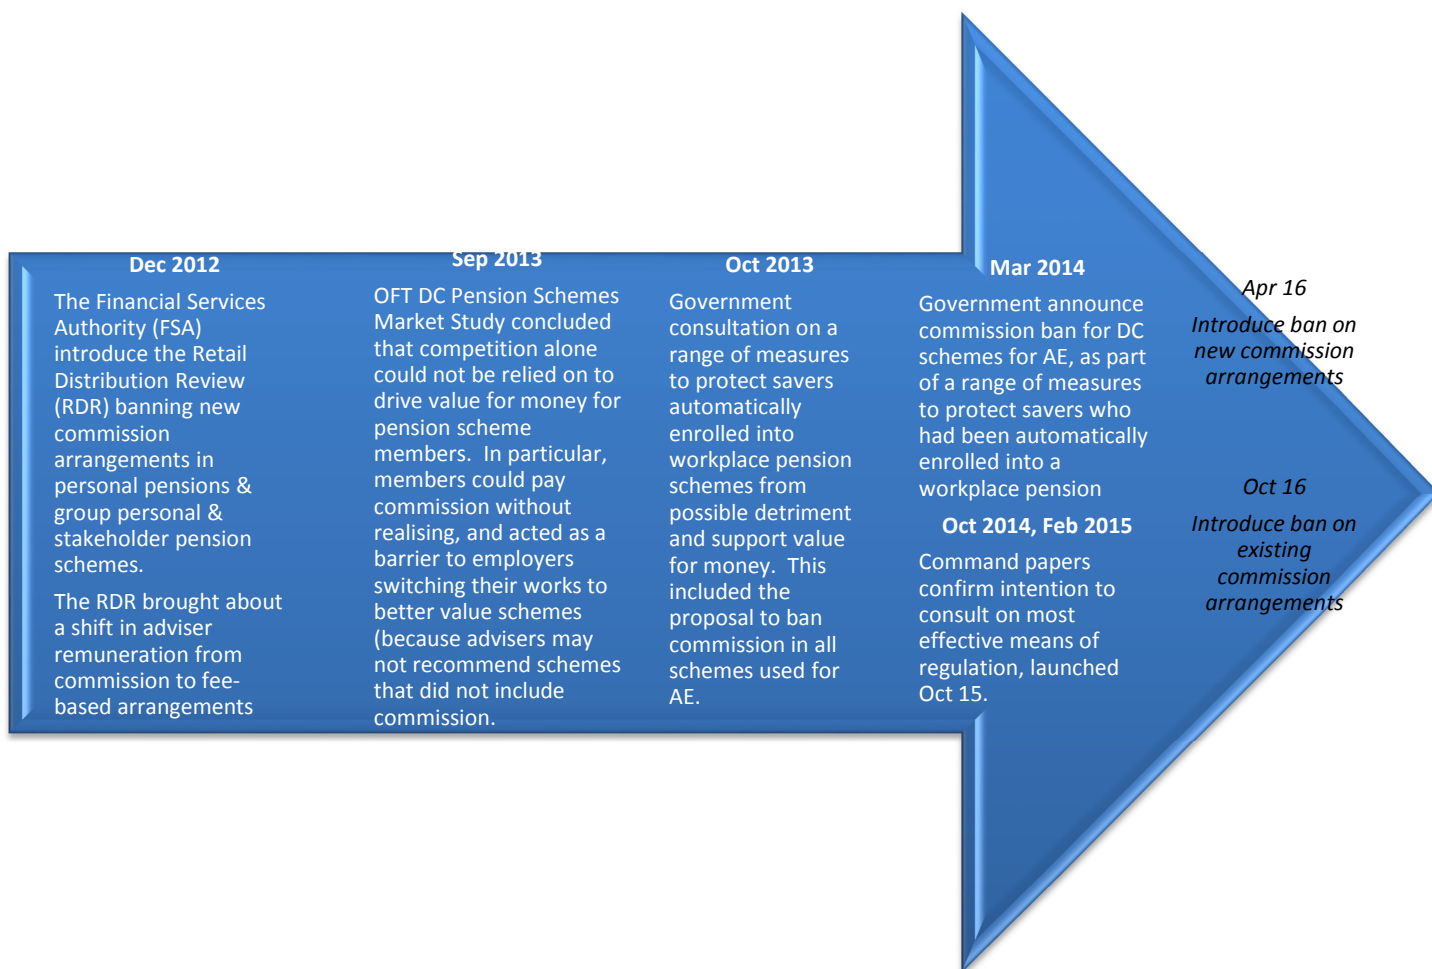 Dec 2012
The Financial Services
Authority (FSA)
introduce the Retail
Distribution Review
(RDR) banning new
commission
arrangements in
personal pensions &
group personal &
stakeholder pension
schemes.
The RDR brought about
a shift in adviser
remuneration from
commission to fee-
based arrangements
Sep 2013
OFT DC Pension Schemes
Market Study concluded
that competition alone
could not be relied on to
drive value for money for
pension scheme
members.  In particular,
members could pay
commission without
realising, and acted as a
barrier to employers
switching their works to
better value schemes
(because advisers may
not recommend schemes
that did not include
commission.
Oct 2013
Government
consultation on a
range of measures
to protect savers
automatically
enrolled into
workplace pension
schemes from
possible detriment
and support value
for money.  This
included the
proposal to ban
commission in all
schemes used for
AE.
Mar 2014
Government announce
commission ban for DC
schemes for AE, as part
of a range of measures
to protect savers who
had been automatically
enrolled into a
workplace pension
Oct 2014, Feb 2015
Command papers
confirm intention to
consult on most
effective means of
regulation, launched
Oct 15.
Apr 16
Introduce ban on
new commission
arrangements
Oct 16
Introduce ban on
existing
commission
arrangements